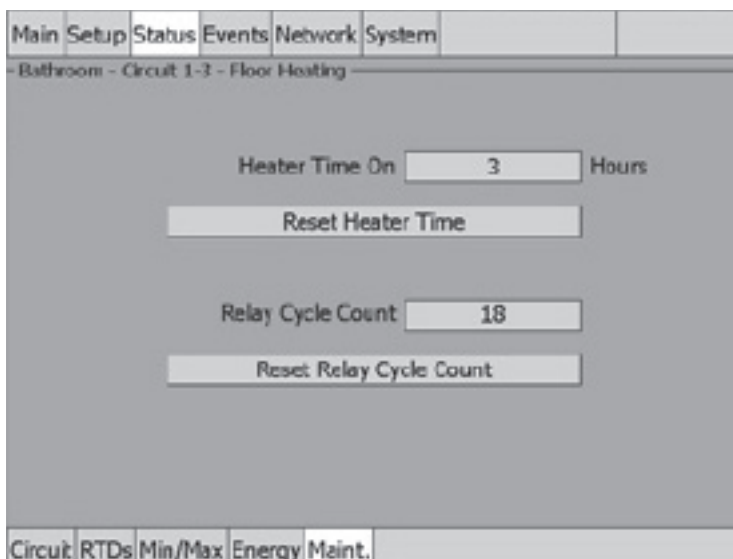 Main Setup Status Events Network System
Bathroom - Circuit 1-3 - Floor Heating
Heater Time On 3 Hours
Reset Heater Time
Relay Cycle Count 18
Reset Relay Cycle Count
Circuit RTDs Min/Max Energy Maint.